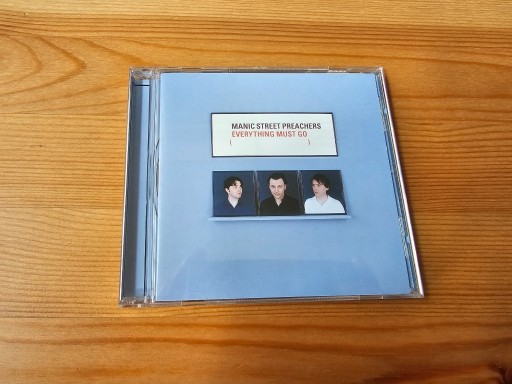 MANIC STREET PREACHERS
EVERYTHING MUST GO
( )